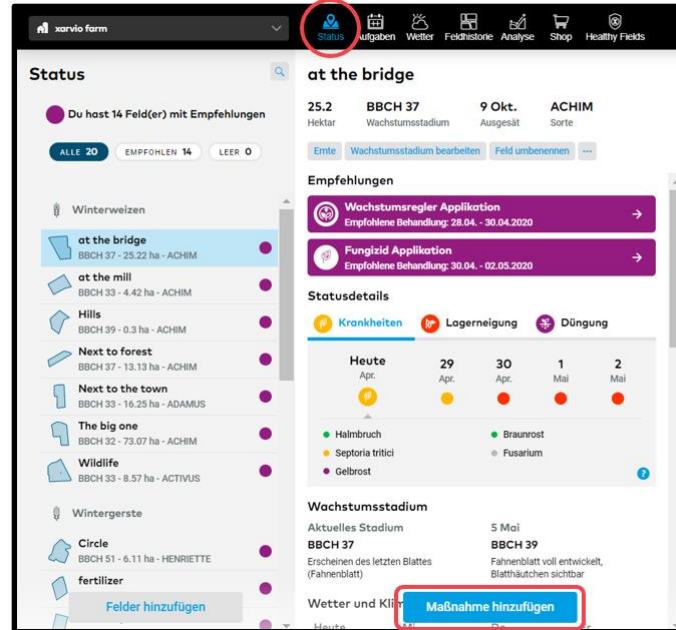 xarvio farm
Status
Aufgaben
Wetter
Feldhistorie
Analyse
Shop
Healthy Fields
Status
Du hast 14 Feld(er) mit Empfehlungen
ALLE 20
EMPFOHLEN 14
LEER 0
Winterweizen
at the bridge
BBCH 37 - 25.22 ha - ACHIM
at the mill
BBCH 33 - 4.42 ha - ACHIM
Hills
BBCH 39 - 0.3 ha - ACHIM
Next to forest
BBCH 37 - 13.13 ha - ACHIM
Next to the town
BBCH 33 - 16.25 ha - ADAMUS
The big one
BBCH 32 - 73.07 ha - ACHIM
Wildlife
BBCH 33 - 8.57 ha - ACTIVUS
Wintergerste
Circle
BBCH 51 - 6.11 ha - HENRIETTE
fertilizer
Felder hinzufügen
at the bridge
25.2 BBCH 37 9 Okt. ACHIM
Hektar Wachstumsstadium Ausgesät Sorte
Ernte Wachstumsstadium bearbeiten Feld umbenennen ...
Empfehlungen
Wachstumsregler Applikation
Empfohlene Behandlung: 28.04. - 30.04.2020
Fungizid Applikation
Empfohlene Behandlung: 30.04. - 02.05.2020
Statusdetails
Krankheiten Lagerneigung Düngung
Heute 29 30 1 2
Apr. Apr. Apr. Mai Mai
Halmbruch Braunrost
Septoria tritici Fusarium
Gelbrost
?
Wachstumsstadium
Aktuelles Stadium 5 Mai
BBCH 37 BBCH 39
Erscheinen des letzten Blattes Fahnenblatt voll entwickelt,
(Fahnenblatt) Blatthäutchen sichtbar
Wetter und
Maßnahme hinzufügen
Heute